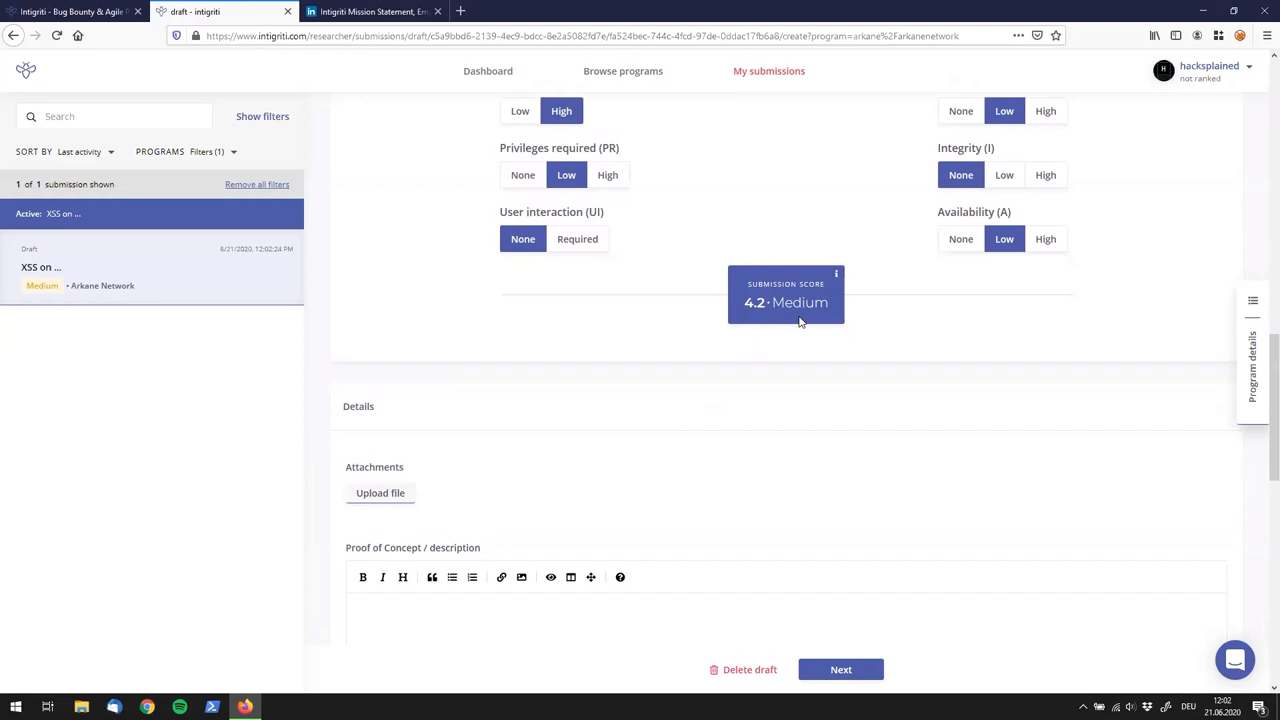 Intigriti - Bug Bounty & Agile P
draft - intigriti
Intigriti Mission Statement, Em
https://www.intigriti.com/researcher/submissions/draft/c5a9bbd6-2139-4ec9-8cc-8e2a5082fd7e/fa524bec-744c-4fcd-97de-0ddac17fb6a8/create?program=arkane%2Farkanenetwork
Dashboard
Browse programs
My submissions
hacksplained
not ranked
Search
Show filters
SORT BY Last activity
PROGRAMS Filters (1)
1 of 1 submission shown
Remove all filters
Active: XSS on ...
Draft
6/21/2020, 12:02:24 PM
XSS on ...
Medium • Arkane Network
Low High
None Low High
Privileges required (PR)
Integrity (I)
None Low High
None Low High
User interaction (UI)
Availability (A)
None Required
None Low High
SUBMISSION SCORE
4.2 · Medium
Program details
Details
Attachments
Upload file
Proof of Concept / description
B I H
Delete draft
Next
DEU
12:02
21.06.2020
3